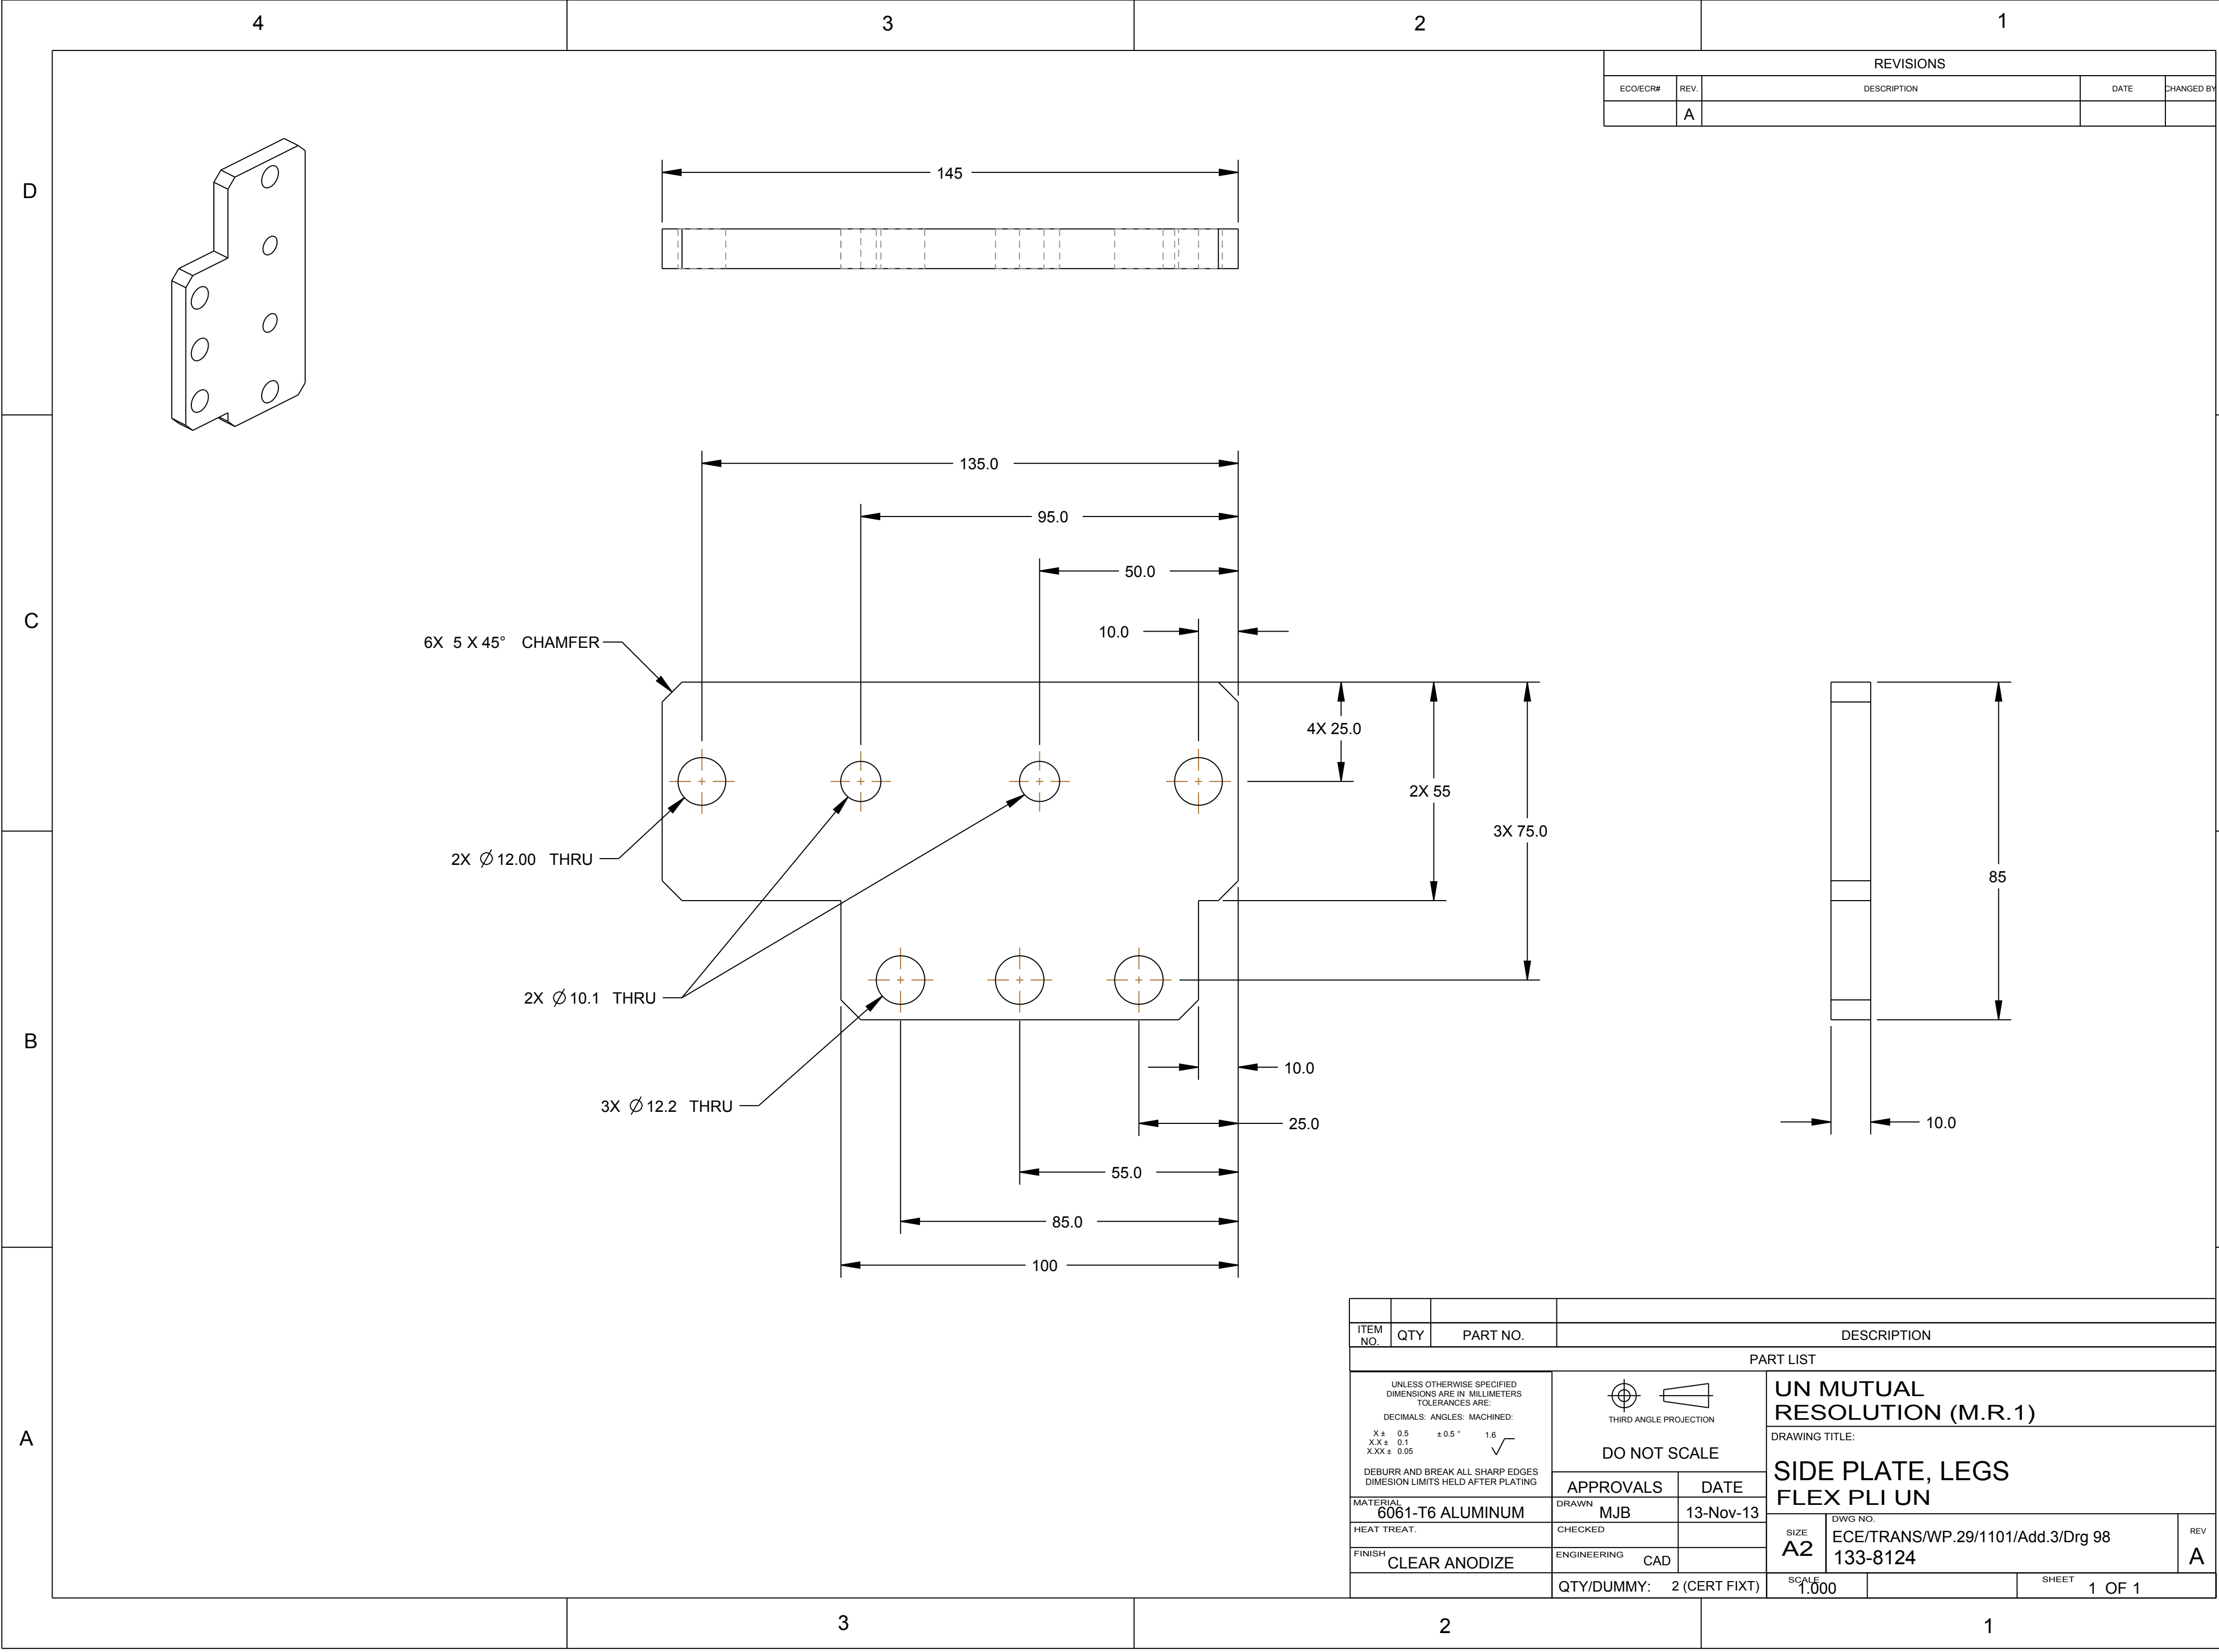 4 3 2 1
REVISIONS
ECO/ECR# REV. DESCRIPTION DATE CHANGED BY
A
D
145
135.0
95.0
50.0
C
10.0
6X 5 X 45° CHAMFER
4X 25.0
2X 55
3X 75.0
2X Ø 12.00 THRU
85
2X Ø 10.1 THRU
B
10.0
3X Ø 12.2 THRU
25.0
10.0
55.0
85.0
100
ITEM NO. QTY PART NO. DESCRIPTION
PART LIST
A
UNLESS OTHERWISE SPECIFIED
DIMENSIONS ARE IN MILLIMETERS
TOLERANCES ARE:
DECIMALS: ANGLES: MACHINED:
X ± 0.5 ± 0.5 ° 1.6
X.X ± 0.1
X.XX ± 0.05
DEBURR AND BREAK ALL SHARP EDGES
DIMESION LIMITS HELD AFTER PLATING
MATERIAL
6061-T6 ALUMINUM
HEAT TREAT.
FINISH
CLEAR ANODIZE
THIRD ANGLE PROJECTION
DO NOT SCALE
APPROVALS DATE
DRAWN MJB 13-Nov-13
CHECKED
ENGINEERING CAD
QTY/DUMMY: 2 (CERT FIXT)
UN MUTUAL
RESOLUTION (M.R.1)
DRAWING TITLE:
SIDE PLATE, LEGS
FLEX PLI UN
SIZE
A2
DWG NO.
ECE/TRANS/WP.29/1101/Add.3/Drg 98
133-8124
REV
A
SCALE
1.000
SHEET 1 OF 1
3 2 1